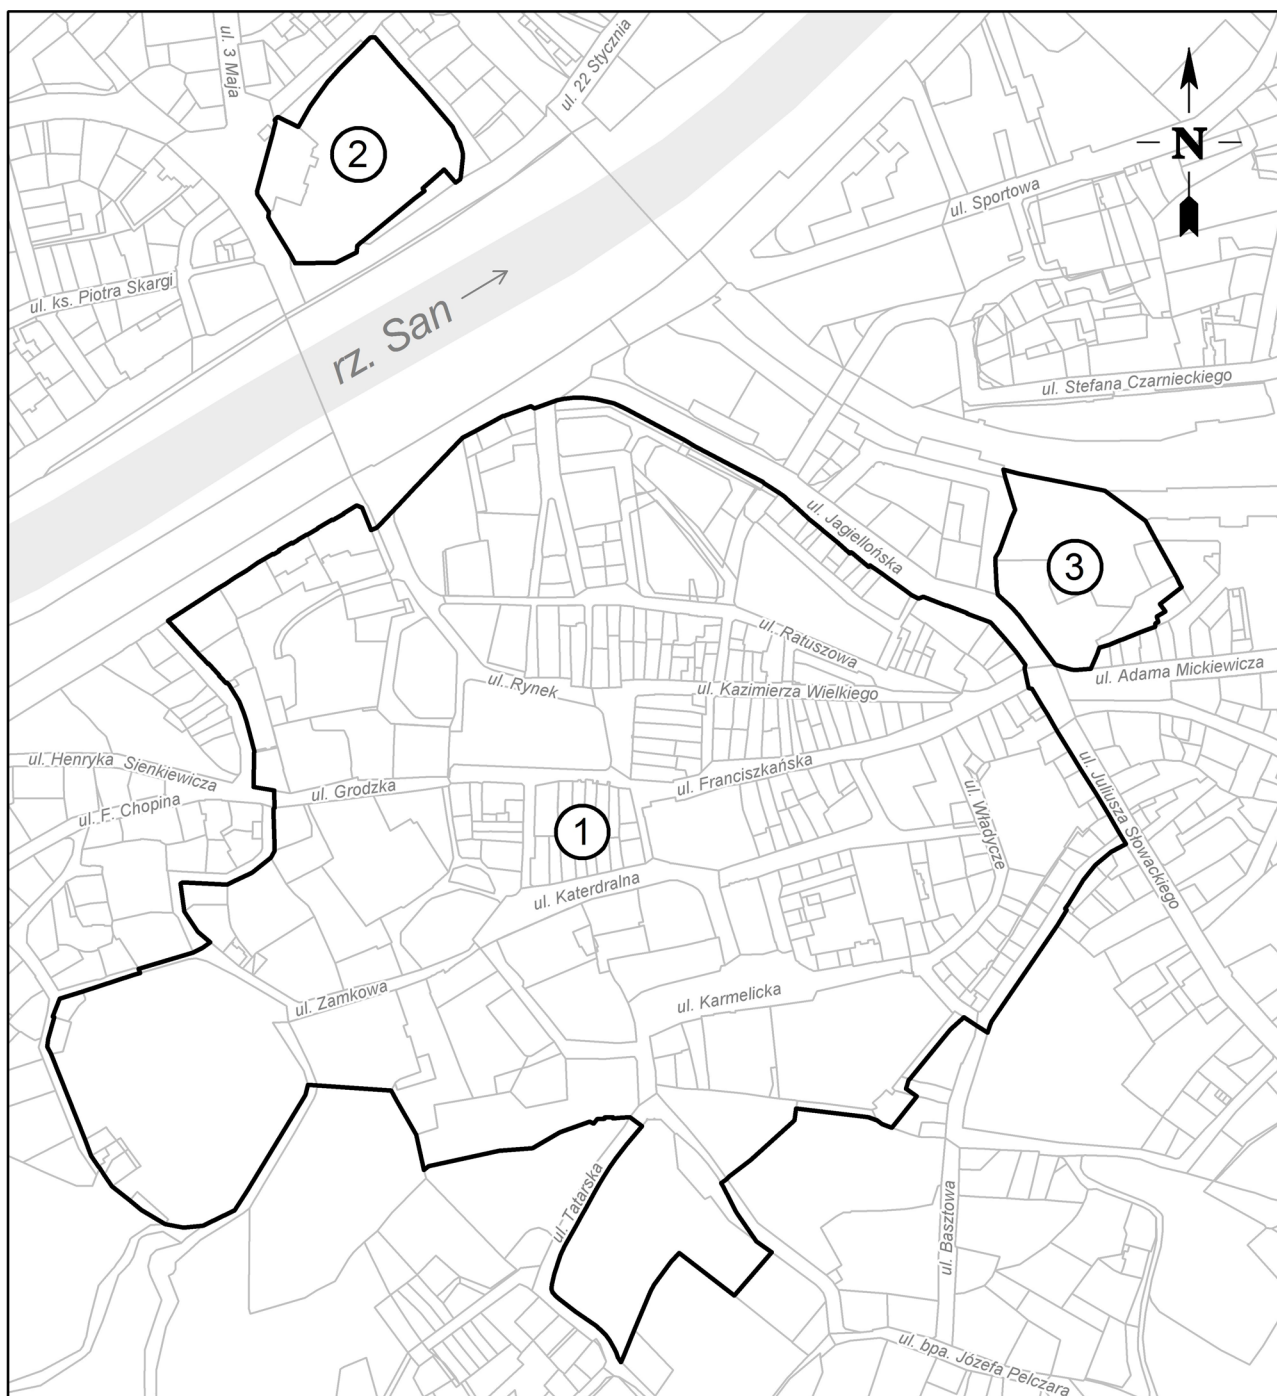 ul. 3 Maja
ul. 22 Stycznia
2
N
ul. Sportowa
ul. ks. Piotra Skargi
rz. San
ul. Stefana Czarnieckiego
ul. Jagiellońska
3
ul. Ratuszowa
ul. Adama Mickiewicza
ul. Rynek
ul. Kazimierza Wielkiego
ul. Henryka Sienkiewicza
ul. Franciszkańska
ul. Grodzka
ul. F. Chopina
ul. Juliusza Słowackiego
1
ul. Władycze
ul. Katerdralna
ul. Zamkowa
ul. Karmelicka
ul. Tatarska
ul. Basztowa
ul. bpa. Józefa Pelczara